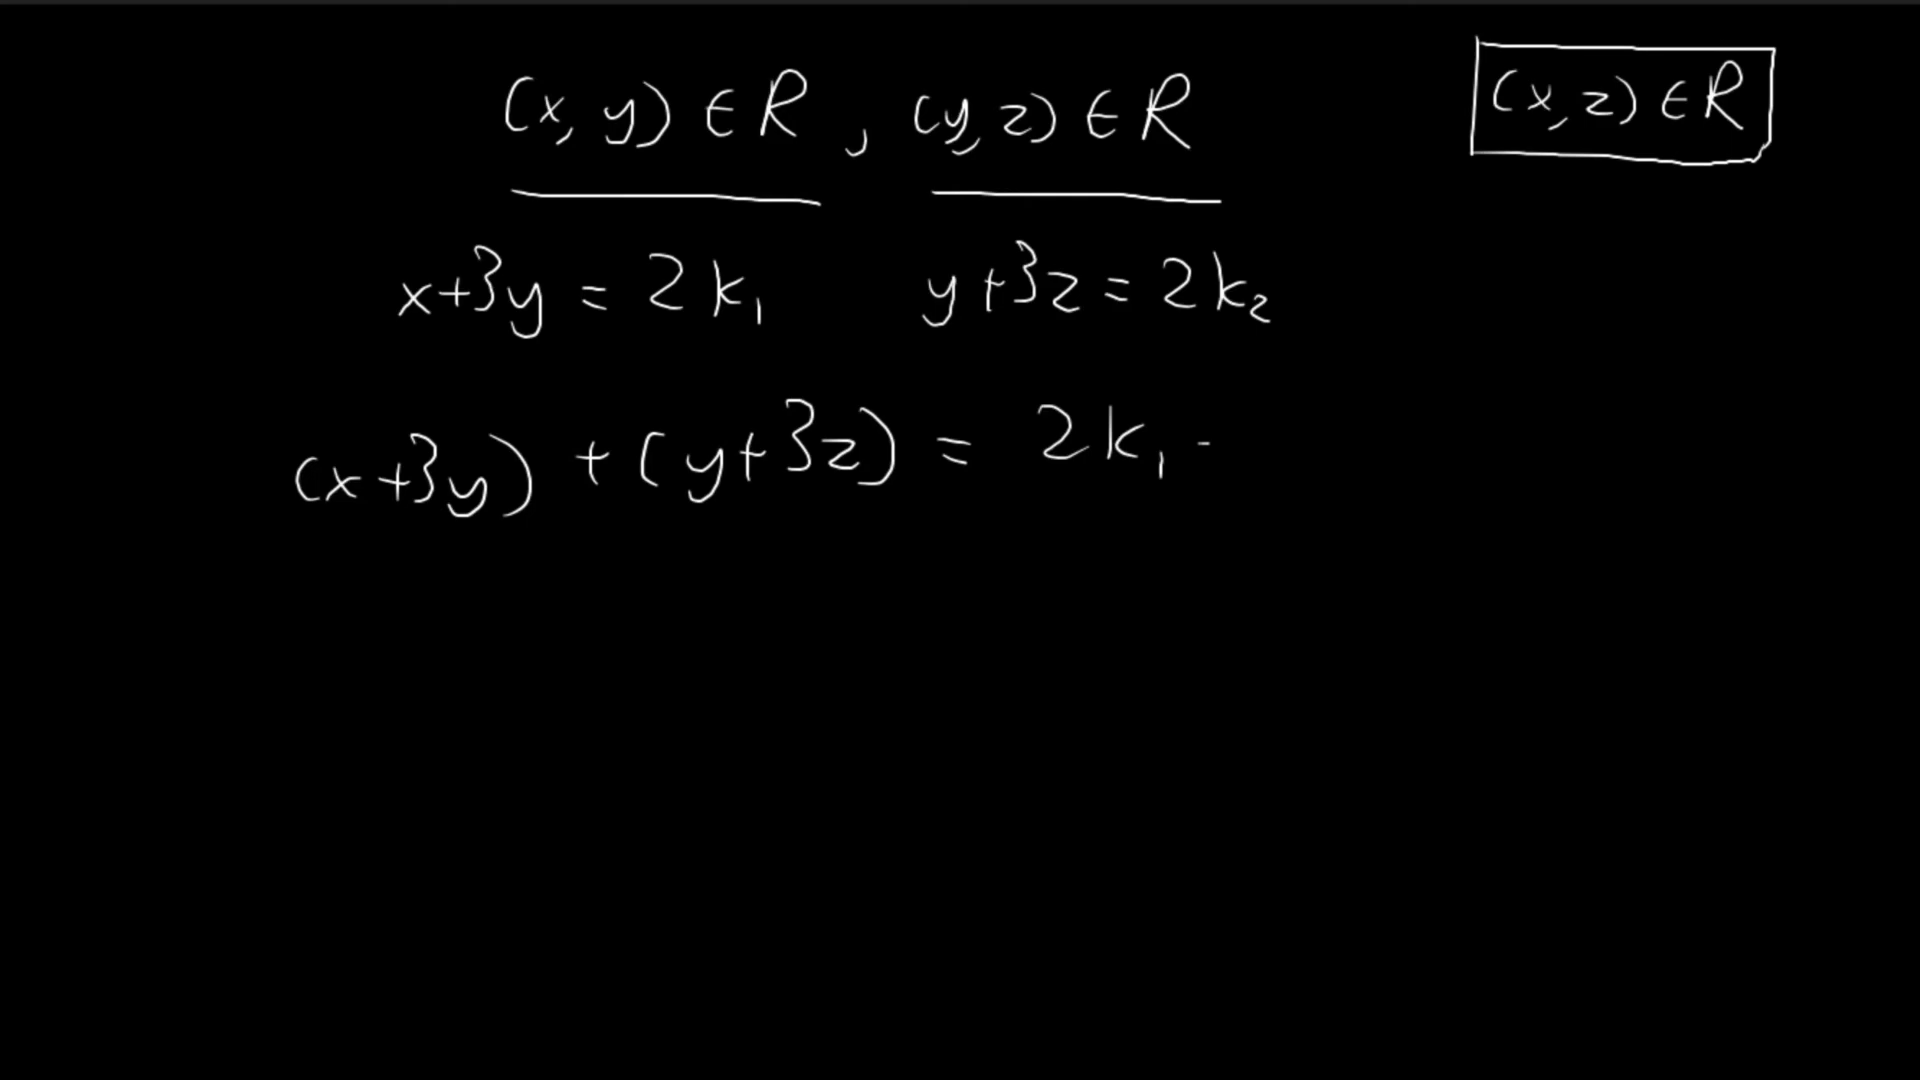 (x, y) ∈ R , (y, z) ∈ R
(x, z) ∈ R
x+3y = 2k₁ y+3z = 2k₂
(x+3y) + (y+3z) = 2k₁ -